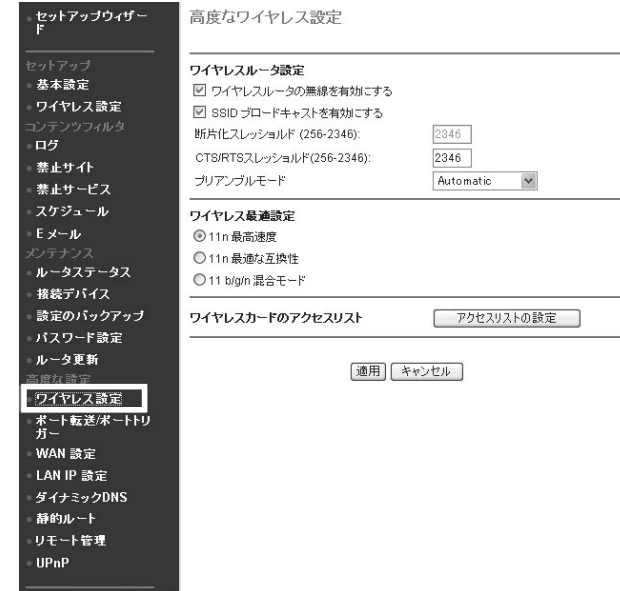 セットアップウィザー
ド
セットアップ
基本設定
ワイヤレス設定
コンテンツフィルタ
ログ
禁止サイト
禁止サービス
スケジュール
Eメール
メンテナンス
ルータステータス
接続デバイス
設定のバックアップ
パスワード設定
ルータ更新
高度な設定
ワイヤレス設定
ポート転送/ポートトリ
ガー
WAN 設定
LAN IP 設定
ダイナミックDNS
静的ルート
リモート管理
UPnP
高度なワイヤレス設定
ワイヤレスルータ設定
ワイヤレスルータの無線を有効にする
SSID ブロードキャストを有効にする
断片化スレッショルド (256-2346): 2346
CTS/RTSスレッショルド(256-2346): 2346
プリアンブルモード Automatic
ワイヤレス最適設定
11n 最高速度
11n 最適な互換性
11 b/g/n 混合モード
ワイヤレスカードのアクセスリスト アクセスリストの設定
適用 キャンセル